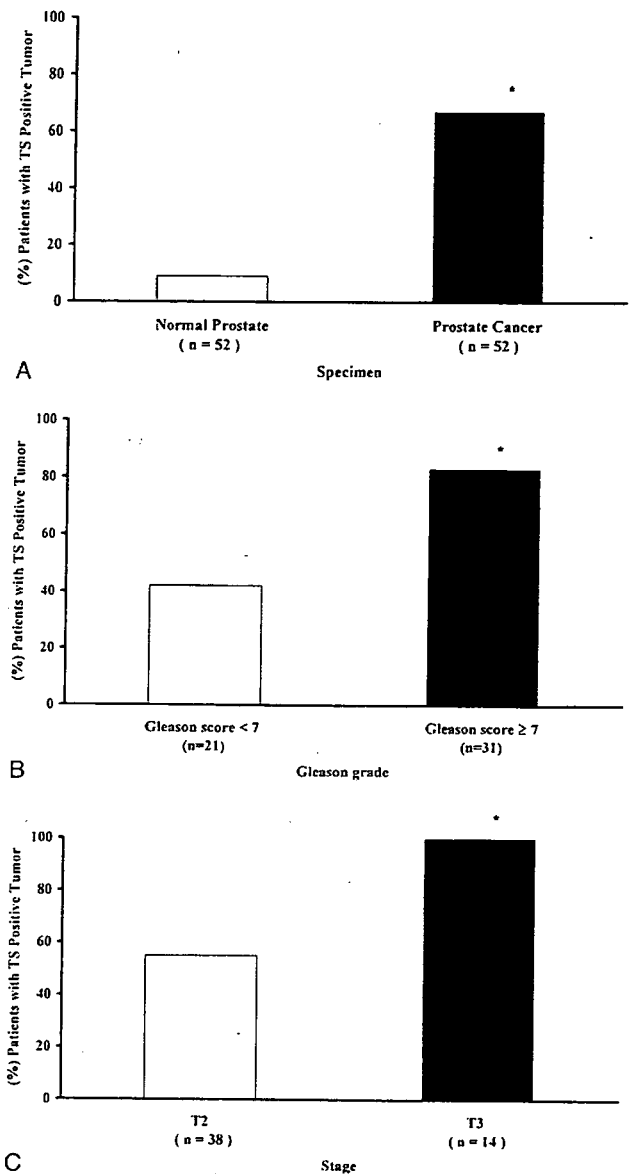 100
80
60
40
20
0
(%) Patients with TS Positive Tumor
*
Normal Prostate
( n = 52 )
Prostate Cancer
( n = 52 )
A
Specimen
100
80
60
40
20
0
(%) Patients with TS Positive Tumor
*
Gleason score < 7
(n=21)
Gleason score ≥ 7
(n=31)
B
Gleason grade
100
80
60
40
20
0
(%) Patients with TS Positive Tumor
*
T2
( n = 38 )
T3
( n = 14 )
C
Stage